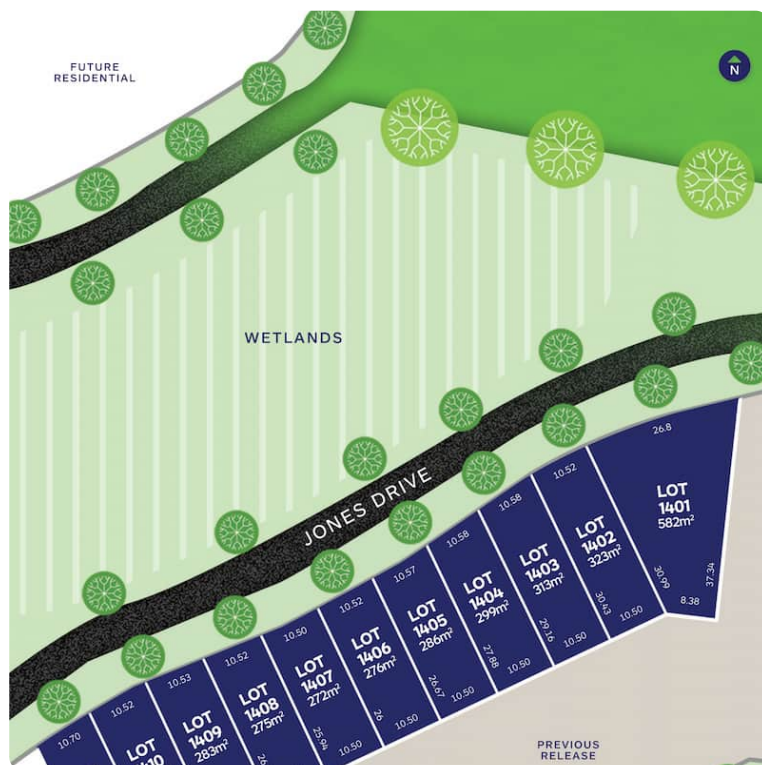 FUTURE
RESIDENTIAL
N
WETLANDS
JONES DRIVE
26.8
LOT
1401
582m²
37.34
8.38
30.99
10.52
LOT
1402
323m²
10.50
30.43
10.58
LOT
1403
313m²
10.50
29.16
10.58
LOT
1404
299m²
10.50
27.88
10.57
LOT
1405
286m²
10.50
26.67
10.52
LOT
1406
276m²
10.50
26
10.50
LOT
1407
272m²
10.50
25.94
10.52
LOT
1408
275m²
10.53
LOT
1409
283m²
10.52
LOT
10.70
PREVIOUS
RELEASE